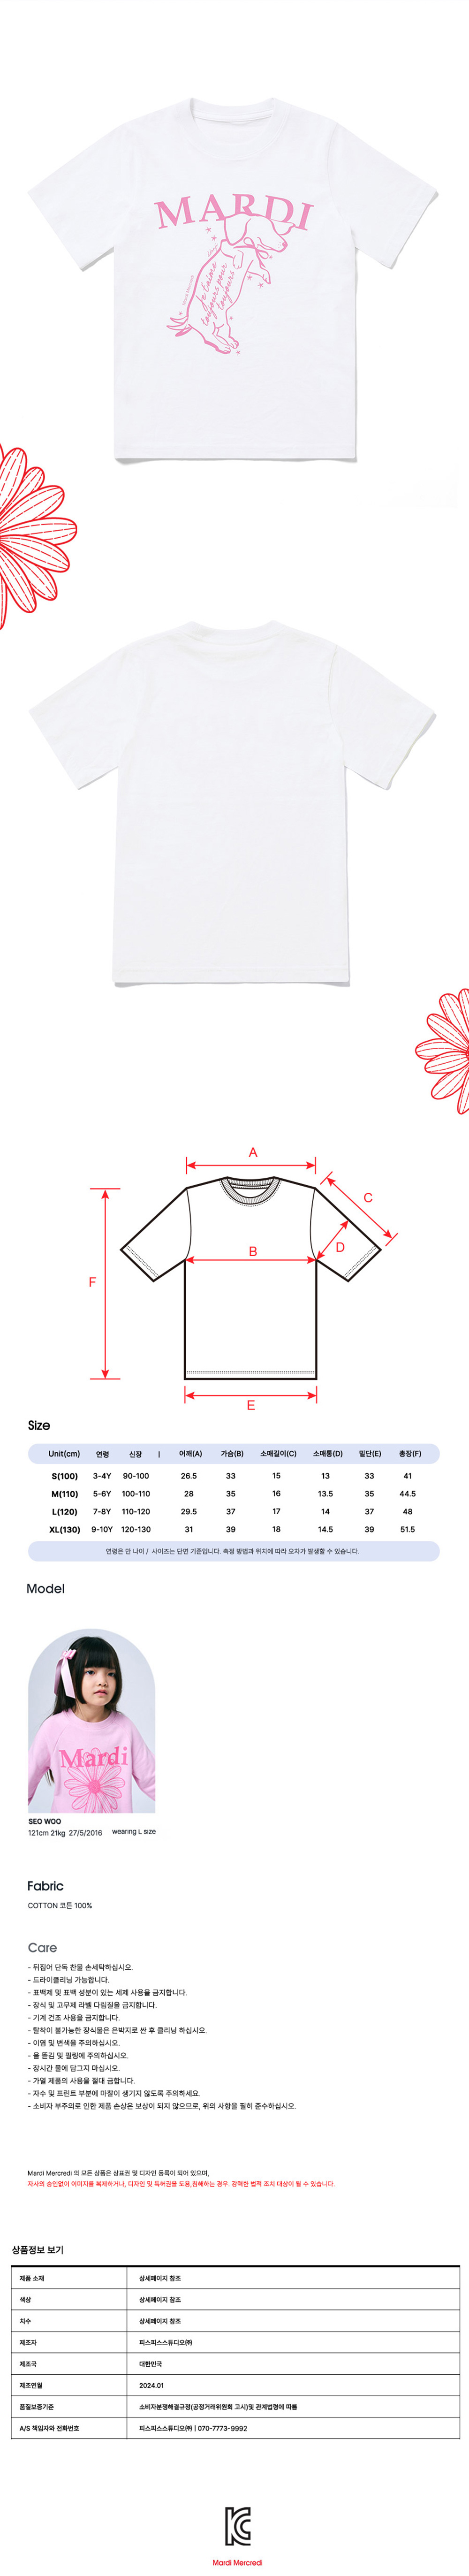 MARDI
Je t'aime
toujours pour
toujours
A
C
D
B
F
E
Size
Unit(cm) 연령 신장 | 어깨(A) 가슴(B) 소매길이(C) 소매통(D) 밑단(E) 총장(F)
S(100) 3-4Y 90-100 26.5 33 15 13 33 41
M(110) 5-6Y 100-110 28 35 16 13.5 35 44.5
L(120) 7-8Y 110-120 29.5 37 17 14 37 48
XL(130) 9-10Y 120-130 31 39 18 14.5 39 51.5
연령은 만 나이 / 사이즈는 단면 기준입니다. 측정 방법과 위치에 따라 오차가 발생할 수 있습니다.
Model
Mardi
SEO WOO
121cm 21kg 27/5/2016 wearing L size
Fabric
COTTON 코튼 100%
Care
- 뒤집어 단독 찬물 손세탁하십시오.
- 드라이클리닝 가능합니다.
- 표백제 및 표백 성분이 있는 세제 사용을 금지합니다.
- 장식 및 고무제 라벨 다림질을 금지합니다.
- 기계 건조 사용을 금지합니다.
- 탈착이 불가능한 장식물은 은박지로 싼 후 클리닝 하십시오.
- 이염 및 변색을 주의하십시오.
- 올 뜯김 및 필링에 주의하십시오.
- 장시간 물에 담그지 마십시오.
- 가열 제품의 사용을 절대 금합니다.
- 자수 및 프린트 부분에 마찰이 생기지 않도록 주의하세요.
- 소비자 부주의로 인한 제품 손상은 보상이 되지 않으므로, 위의 사항을 필히 준수하십시오.
Mardi Mercredi 의 모든 상품은 상표권 및 디자인 등록이 되어 있으며,
자사의 승인없이 이미지를 복제하거나, 디자인 및 특허권을 도용,침해하는 경우. 강력한 법적 조치 대상이 될 수 있습니다.
상품정보 보기
제품 소재 상세페이지 참조
색상 상세페이지 참조
치수 상세페이지 참조
제조자 피스피스스튜디오㈜
제조국 대한민국
제조연월 2024.01
품질보증기준 소비자분쟁해결규정(공정거래위원회 고시)및 관계법령에 따름
A/S 책임자와 전화번호 피스피스스튜디오㈜ | 070-7773-9992
Mardi Mercredi